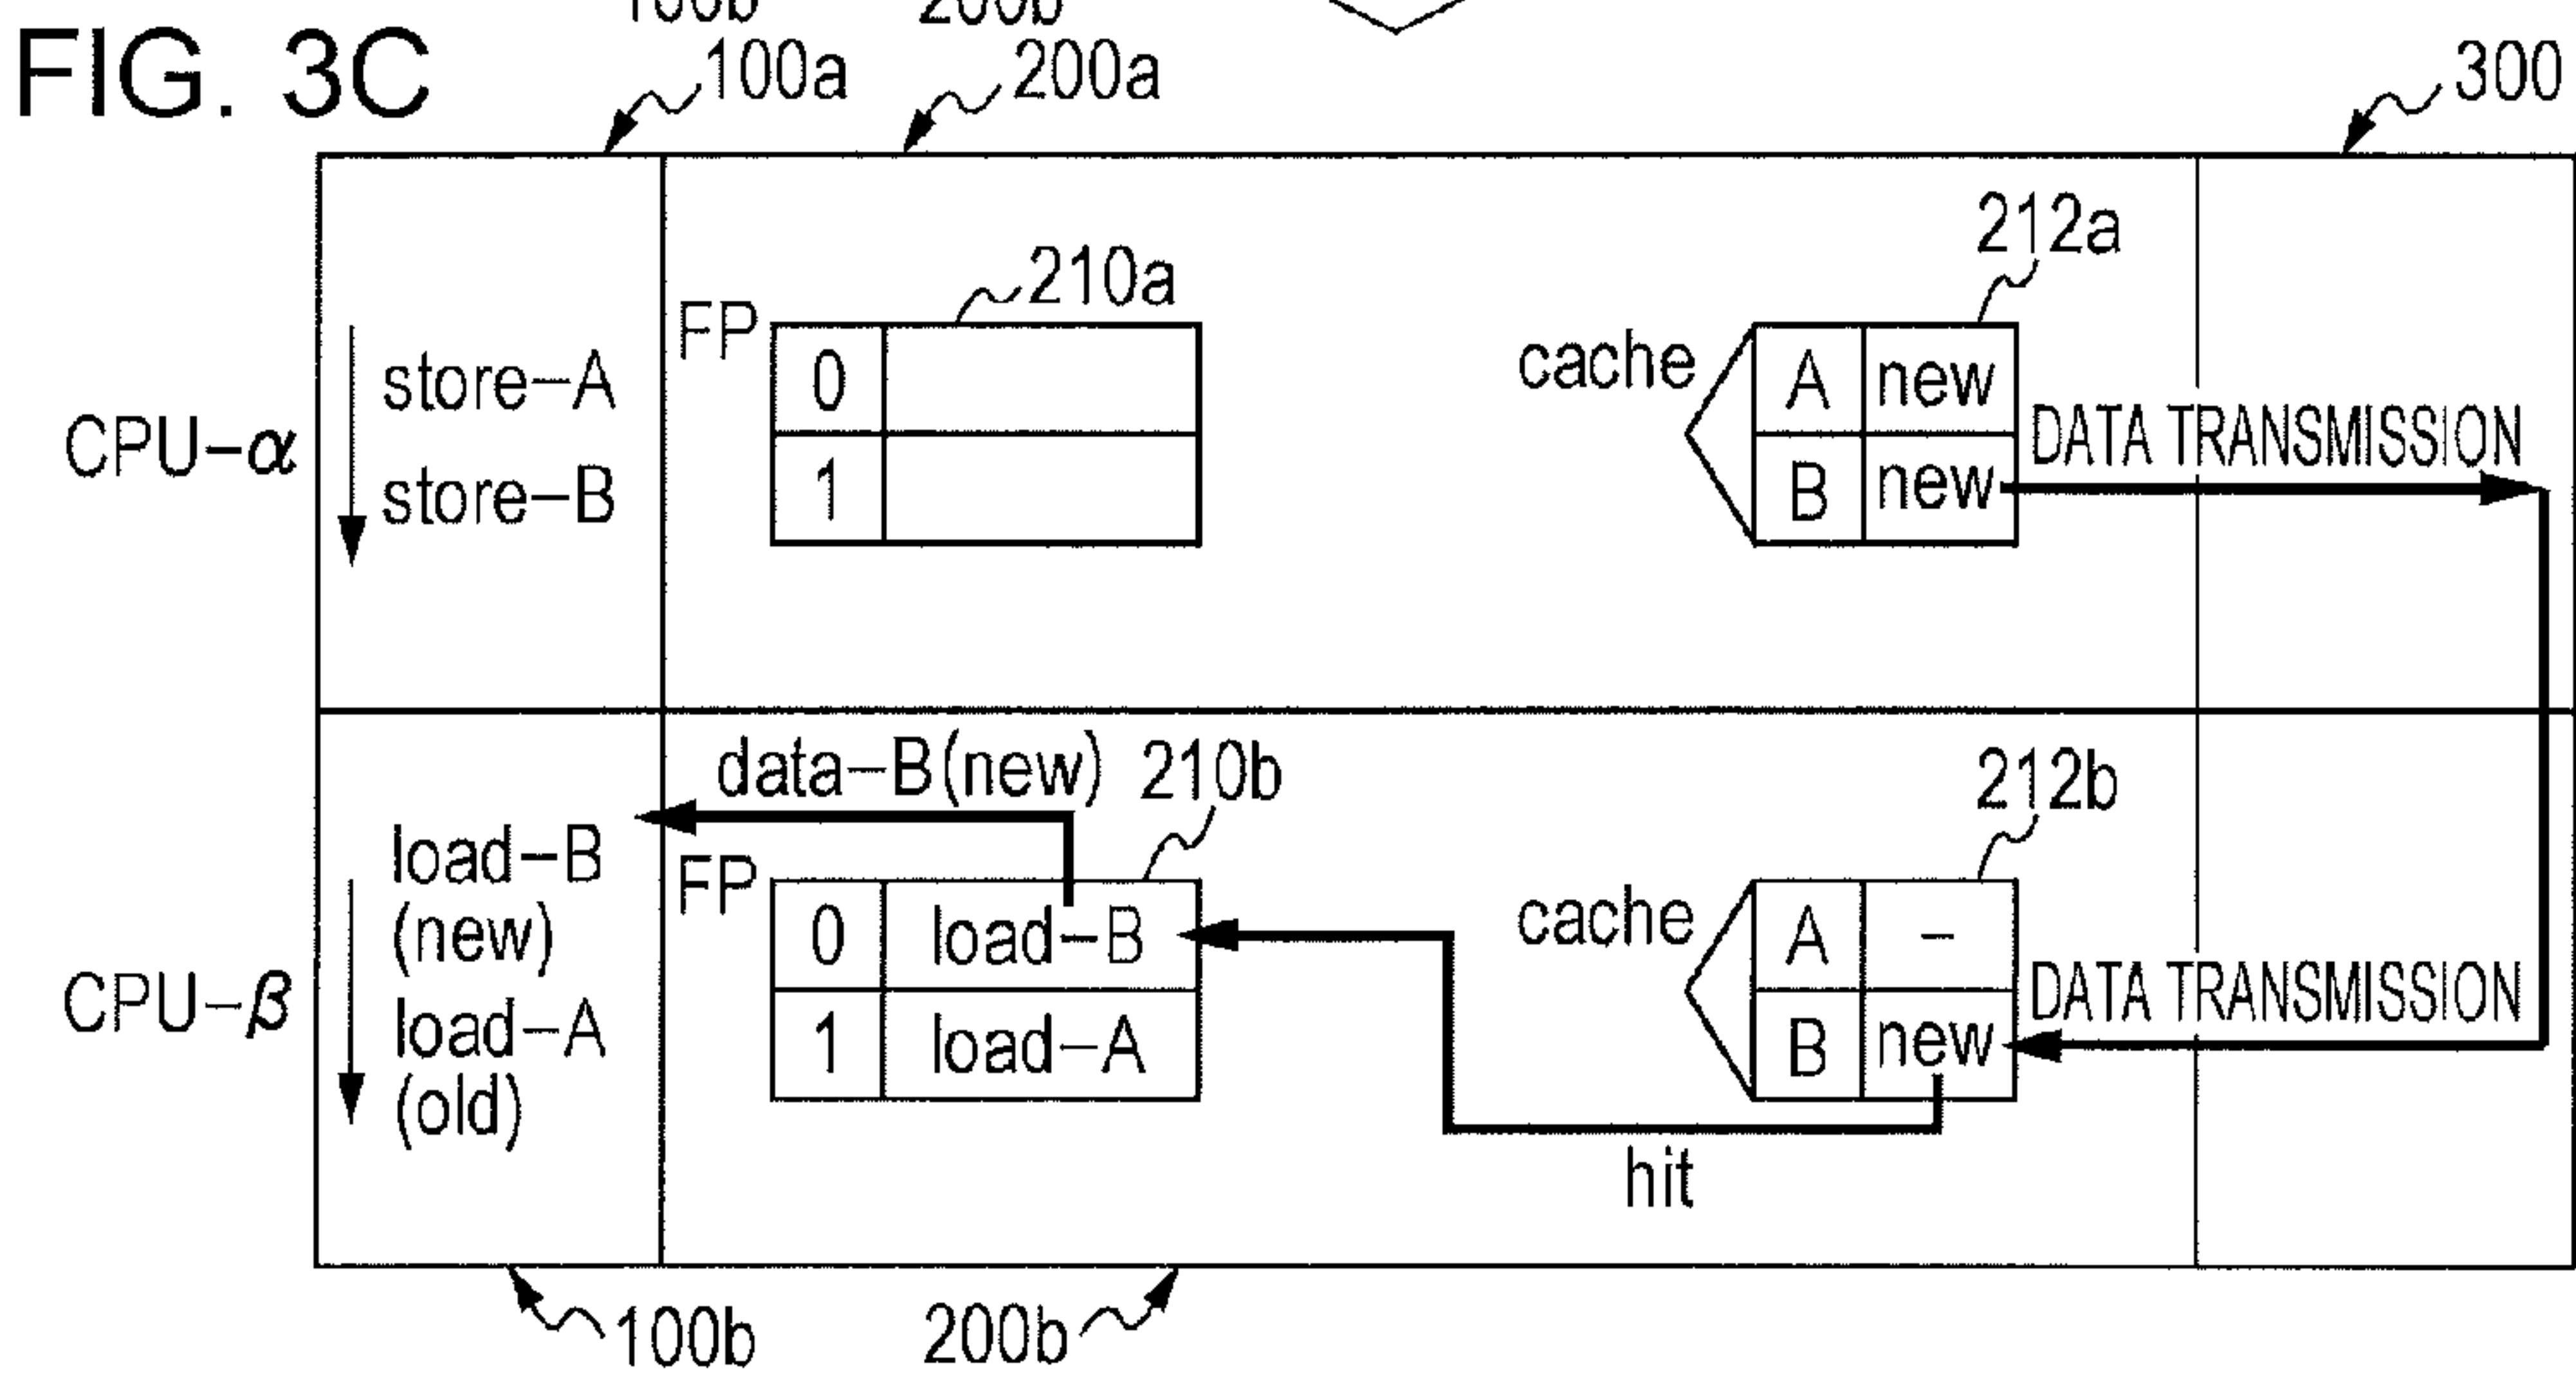 100b 200b
FIG. 3C
100a 200a 300
212a
210a
FP
0
1
cache
A new
B new
DATA TRANSMISSION
store-A
store-B
CPU-α
data-B(new) 210b
212b
load-B
(new)
load-A
(old)
CPU-β
FP
0 load-B
1 load-A
cache
A -
B new
DATA TRANSMISSION
hit
100b 200b